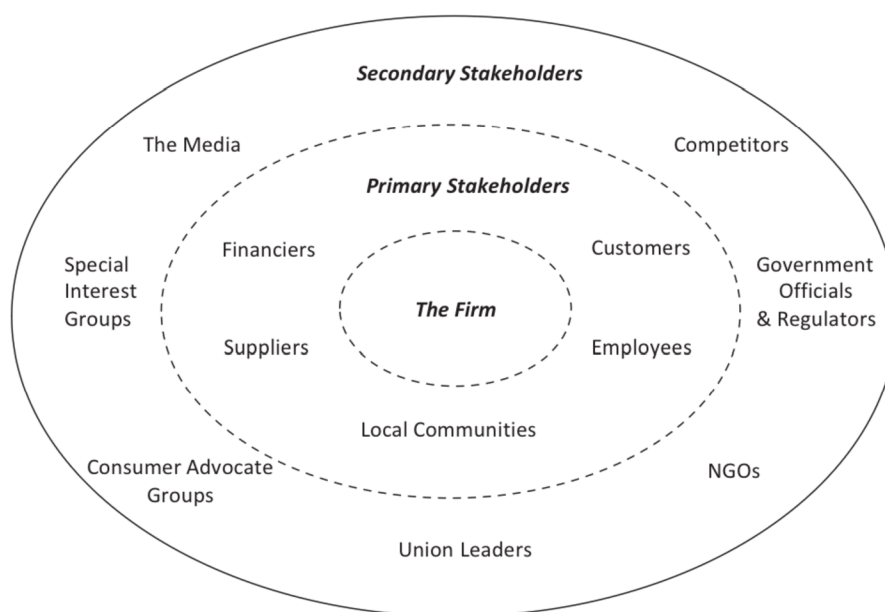 Secondary Stakeholders
The Media
Competitors
Primary Stakeholders
Financiers
Customers
Special
Interest
Groups
Government
Officials
& Regulators
The Firm
Suppliers
Employees
Local Communities
Consumer Advocate
Groups
NGOs
Union Leaders